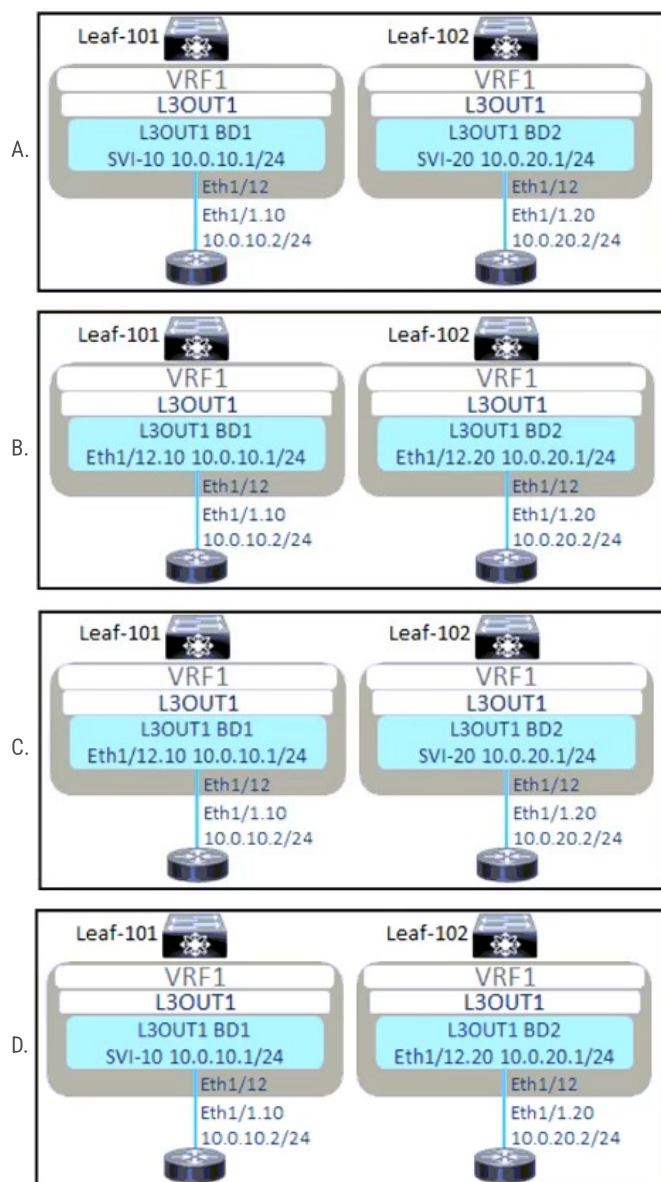 Leaf-101 Leaf-102
VRF1 VRF1
L3OUT1 L3OUT1
A.
L3OUT1 BD1 L3OUT1 BD2
SVI-10 10.0.10.1/24 SVI-20 10.0.20.1/24
Eth1/12 Eth1/12
Eth1/1.10 Eth1/1.20
10.0.10.2/24 10.0.20.2/24
Leaf-101 Leaf-102
VRF1 VRF1
L3OUT1 L3OUT1
B.
L3OUT1 BD1 L3OUT1 BD2
Eth1/12.10 10.0.10.1/24 Eth1/12.20 10.0.20.1/24
Eth1/12 Eth1/12
Eth1/1.10 Eth1/1.20
10.0.10.2/24 10.0.20.2/24
Leaf-101 Leaf-102
VRF1 VRF1
L3OUT1 L3OUT1
C.
L3OUT1 BD1 L3OUT1 BD2
Eth1/12.10 10.0.10.1/24 SVI-20 10.0.20.1/24
Eth1/12 Eth1/12
Eth1/1.10 Eth1/1.20
10.0.10.2/24 10.0.20.2/24
Leaf-101 Leaf-102
VRF1 VRF1
L3OUT1 L3OUT1
D.
L3OUT1 BD1 L3OUT1 BD2
SVI-10 10.0.10.1/24 Eth1/12.20 10.0.20.1/24
Eth1/12 Eth1/12
Eth1/1.10 Eth1/1.20
10.0.10.2/24 10.0.20.2/24